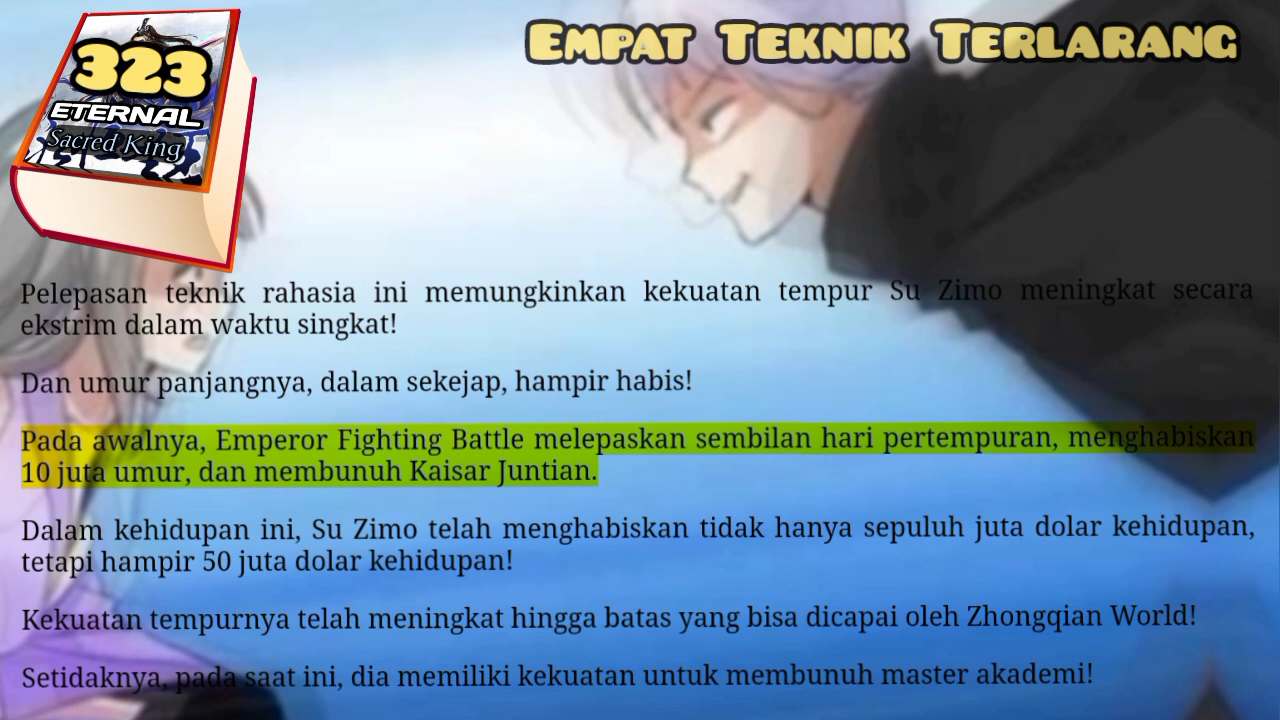 323
ETERNAL
Sacred King
Empat Teknik Terlarang
Pelepasan teknik rahasia ini memungkinkan kekuatan tempur Su Zimo meningkat secara
ekstrim dalam waktu singkat!
Dan umur panjangnya, dalam sekejap, hampir habis!
Pada awalnya, Emperor Fighting Battle melepaskan sembilan hari pertempuran, menghabiskan
10 juta umur, dan membunuh Kaisar Juntian.
Dalam kehidupan ini, Su Zimo telah menghabiskan tidak hanya sepuluh juta dolar kehidupan,
tetapi hampir 50 juta dolar kehidupan!
Kekuatan tempurnya telah meningkat hingga batas yang bisa dicapai oleh Zhongqian World!
Setidaknya, pada saat ini, dia memiliki kekuatan untuk membunuh master akademi!